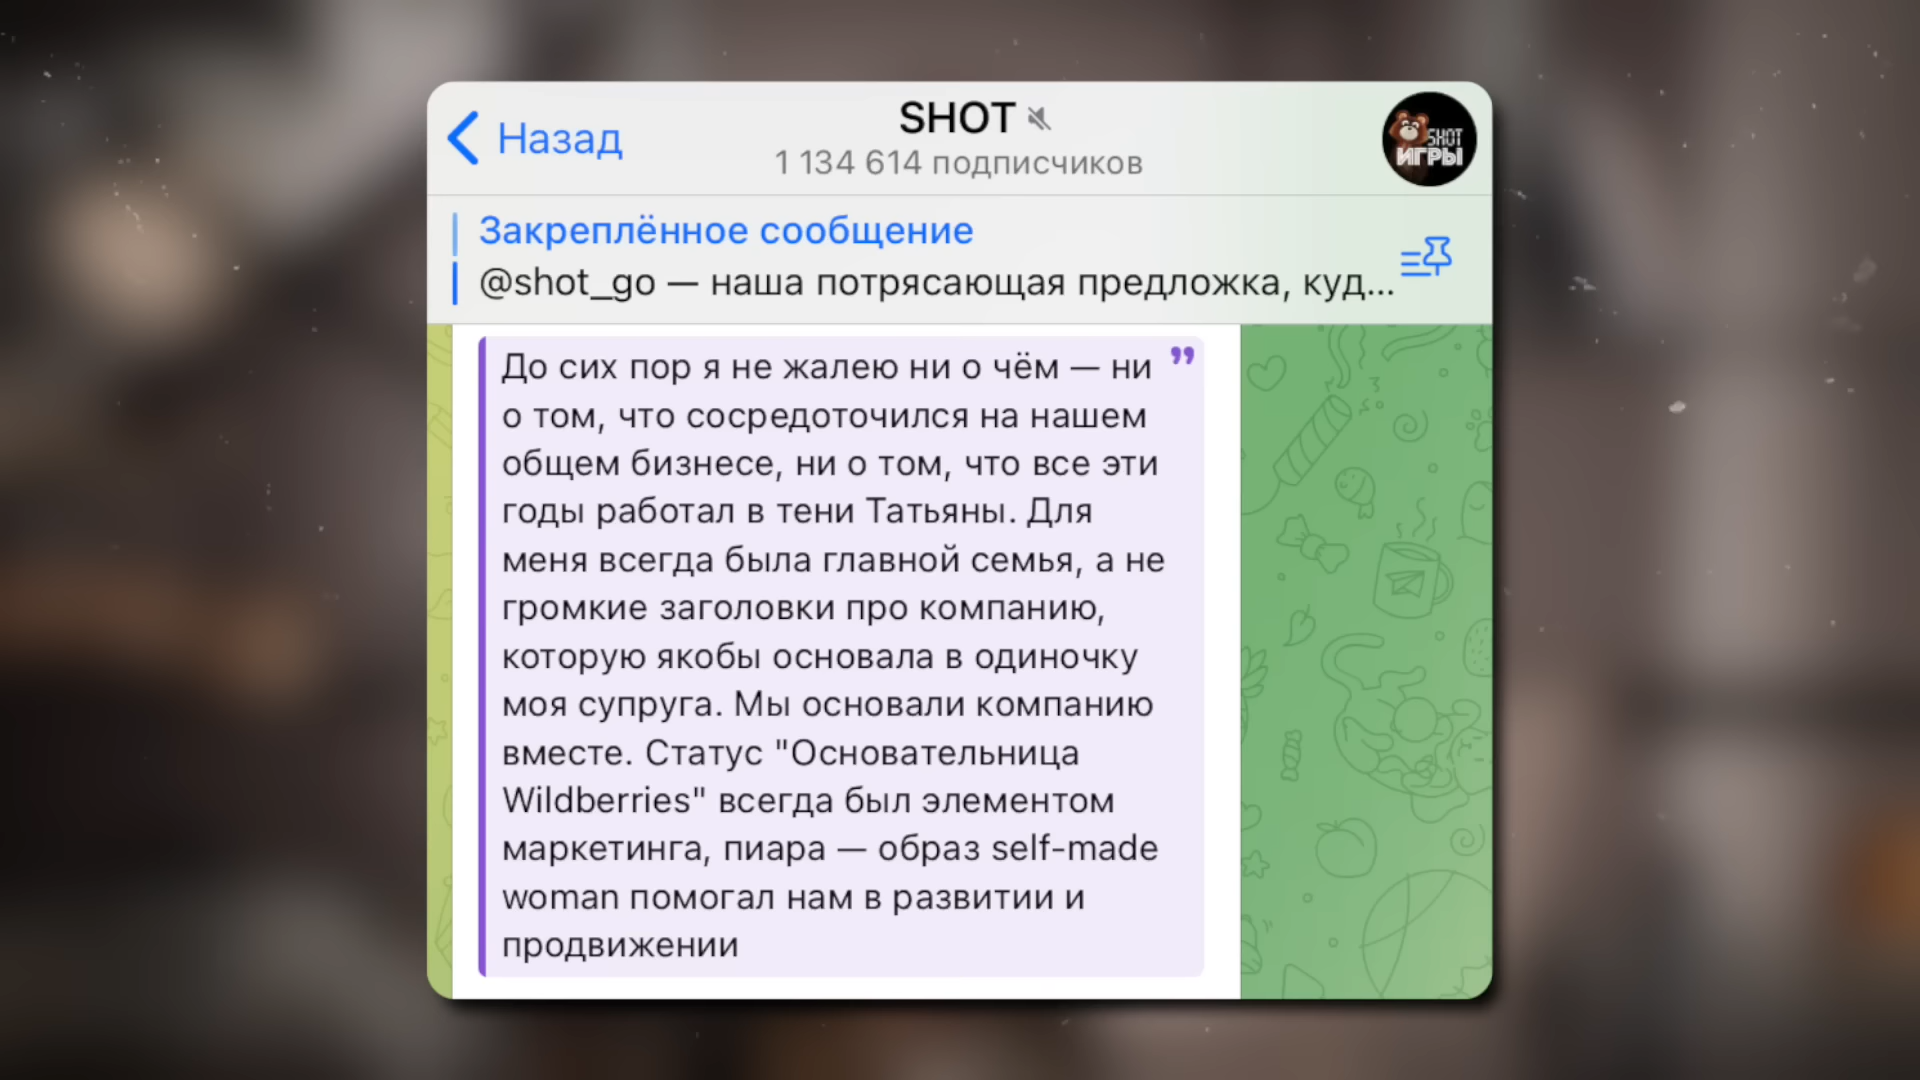 Назад
SHOT
1 134 614 подписчиков
SHOT
ИГРЫ
Закреплённое сообщение
@shot_go — наша потрясающая предложка, куд...
До сих пор я не жалею ни о чём — ни
о том, что сосредоточился на нашем
общем бизнесе, ни о том, что все эти
годы работал в тени Татьяны. Для
меня всегда была главной семья, а не
громкие заголовки про компанию,
которую якобы основала в одиночку
моя супруга. Мы основали компанию
вместе. Статус "Основательница
Wildberries" всегда был элементом
маркетинга, пиара — образ self-made
woman помогал нам в развитии и
продвижении